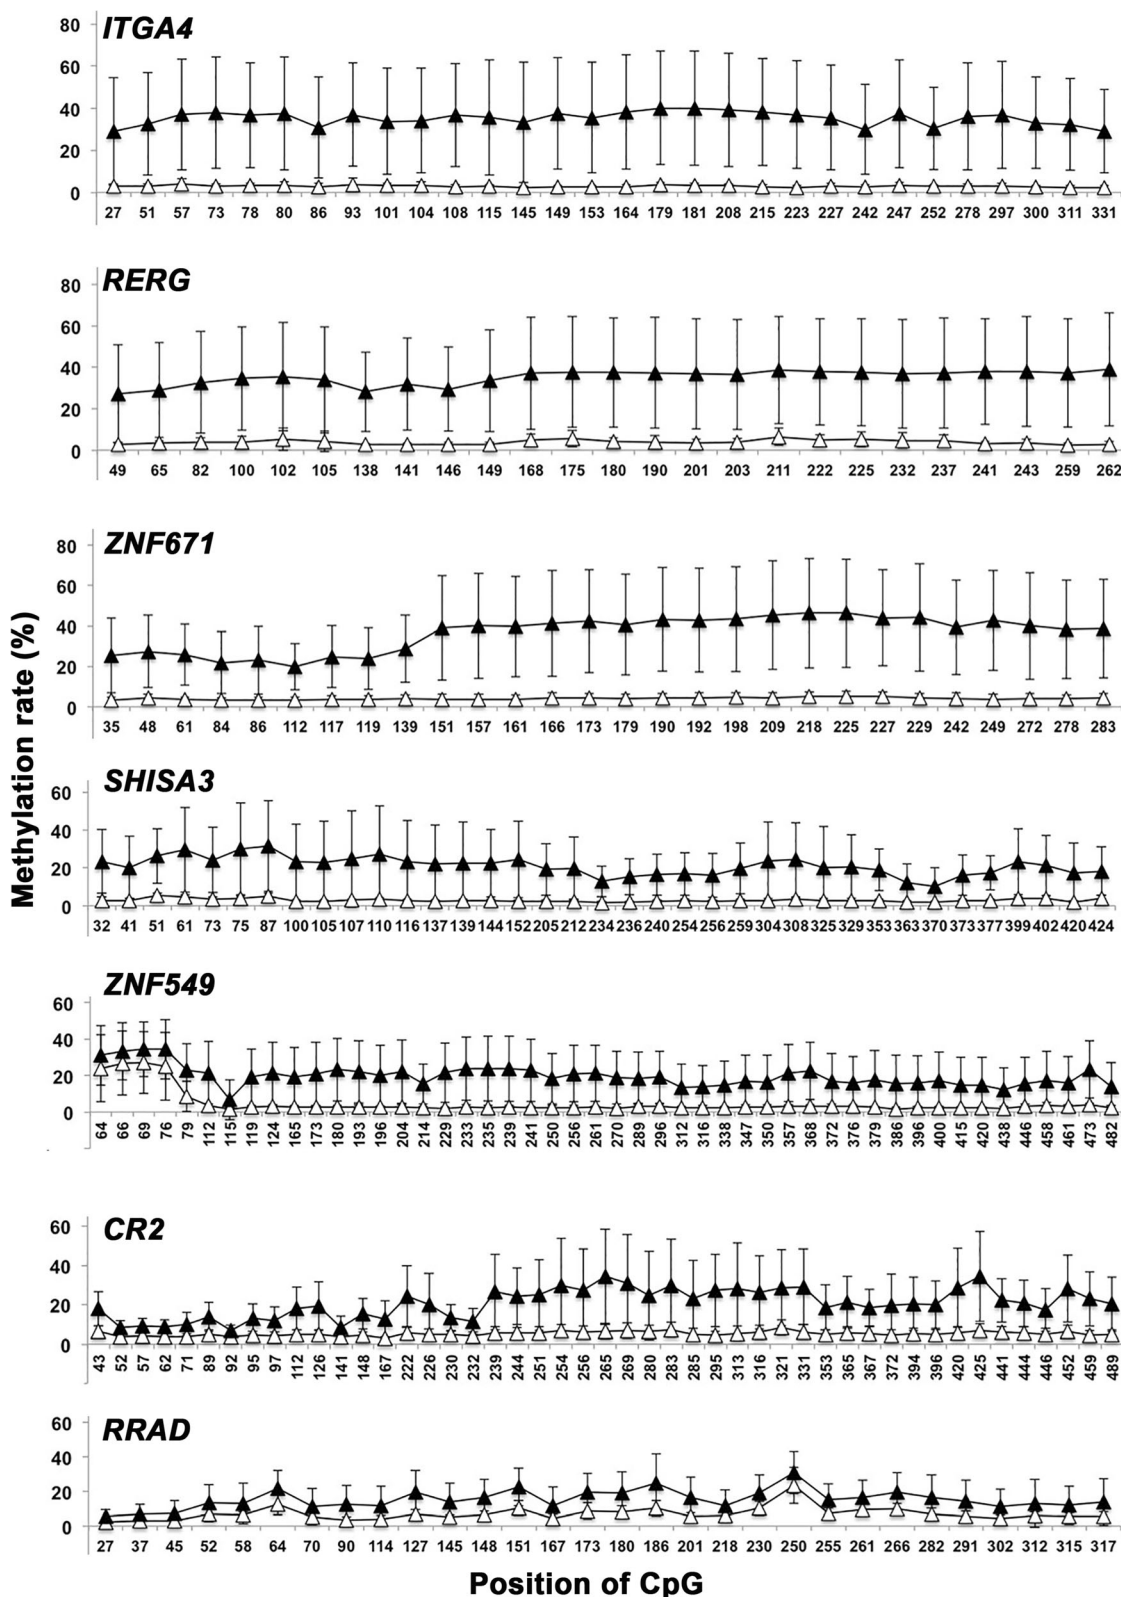 Methylation rate (%)
ITGA4
80
60
40
20
0
27 51 57 73 78 80 86 93 101 104 108 115 145 149 153 164 179 181 208 215 223 227 242 247 252 278 297 300 311 331
RERG
80
60
40
20
0
49 65 82 100 102 105 138 141 146 149 168 175 180 190 201 203 211 222 225 232 237 241 243 259 262
ZNF671
80
60
40
20
0
35 48 61 84 86 112 117 119 139 151 157 161 166 173 179 190 192 198 209 218 225 227 229 242 249 272 278 283
SHISA3
60
40
20
0
32 41 51 61 73 75 87 100 105 107 110 116 137 139 144 152 205 212 234 236 240 254 256 259 304 308 325 329 353 363 370 373 377 399 402 420 424
ZNF549
60
40
20
0
64 66 69 76 79 112 115 119 124 165 173 180 193 196 204 214 229 233 235 239 241 250 256 261 270 289 296 312 316 338 347 350 357 368 372 376 379 386 396 400 415 420 438 446 458 461 473 482
CR2
60
40
20
0
43 52 57 62 71 89 92 95 97 112 126 141 148 167 222 226 230 232 239 244 251 254 256 265 269 280 283 285 295 313 316 321 331 355 365 367 372 394 396 420 425 441 444 446 452 459 489
RRAD
60
40
20
0
27 37 45 52 58 64 70 90 114 127 145 148 151 167 173 180 186 201 218 230 250 255 261 266 282 291 302 312 315 317
Position of CpG